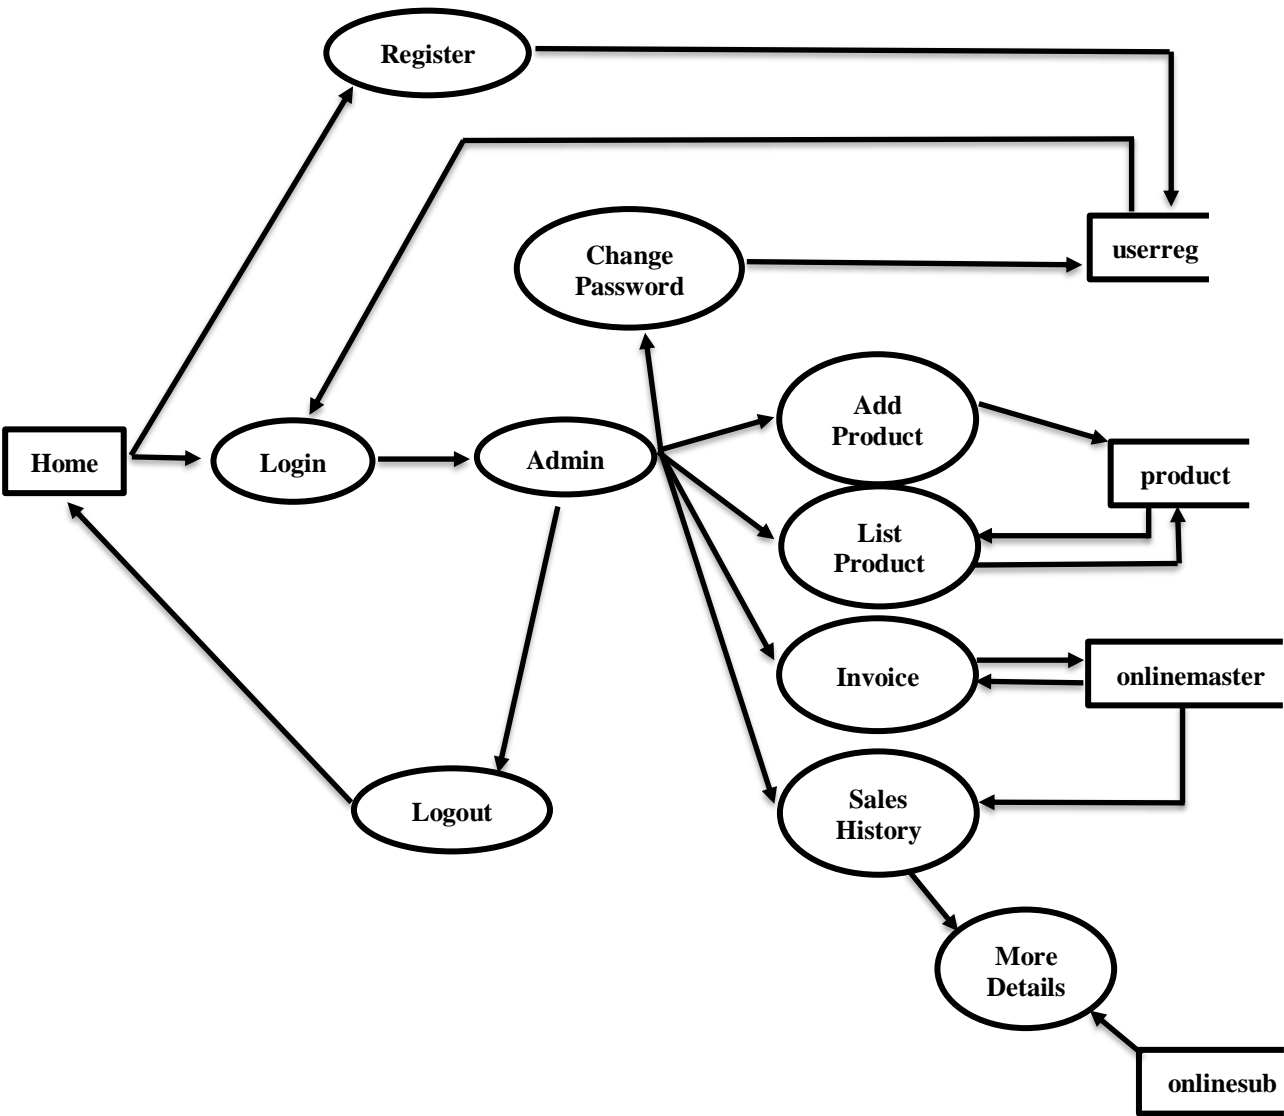 Register
Change
Password
userreg
Add
Product
Home
Login
Admin
product
List
Product
Invoice
onlinemaster
Sales
History
Logout
More
Details
onlinesub